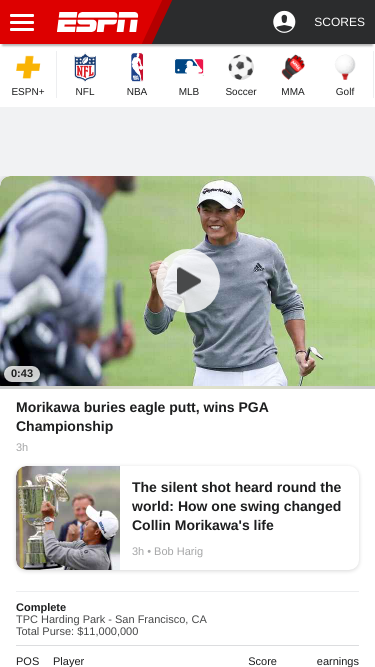 ESPN
SCORES
ESPN+
NFL
NBA
MLB
Soccer
MMA
Golf
TaylorMade
0:43
Morikawa buries eagle putt, wins PGA
Championship
3h
The silent shot heard round the
world: How one swing changed
Collin Morikawa's life
3h • Bob Harig
Complete
TPC Harding Park - San Francisco, CA
Total Purse: $11,000,000
POS Player Score earnings